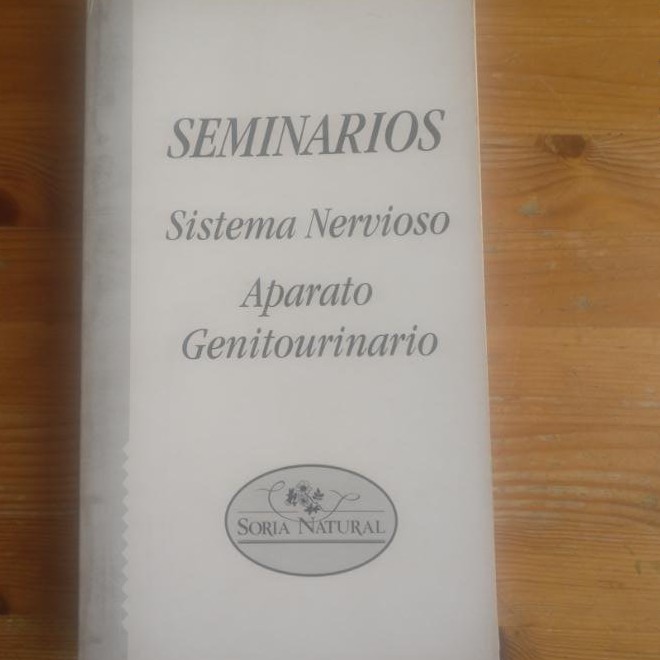 SEMINARIOS
Sistema Nervioso
Aparato
Genitourinario
SORIA NATURAL